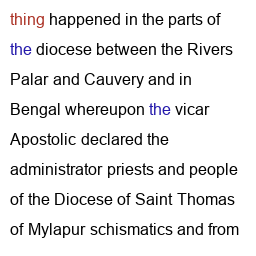 thing happened in the parts of
the diocese between the Rivers
Palar and Cauvery and in
Bengal whereupon the vicar
Apostolic declared the
administrator priests and people
of the Diocese of Saint Thomas
of Mylapur schismatics and from